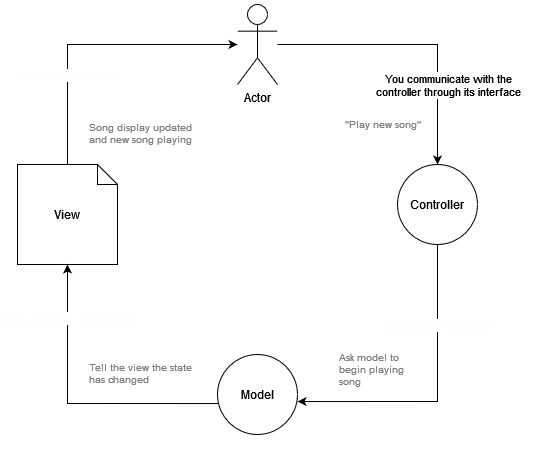 Actor
You communicate with the
controller through its interface
"Play new song"
Song display updated
and new song playing
View
Controller
Tell the view the state
has changed
Model
Ask model to
begin playing
song